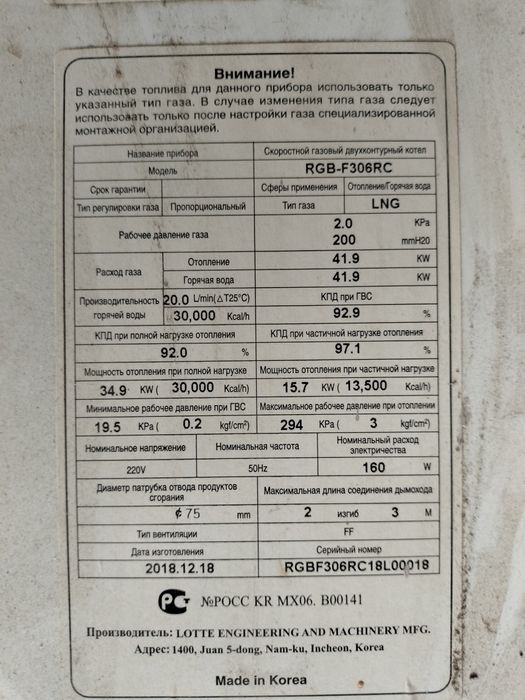 Внимание!
В качестве топлива для данного прибора использовать только
указанный тип газа. В случае изменения типа газа следует
использовать только после настройки газа специализированной
монтажной организацией.
Название прибора Скоростной газовый двухконтурный котел
Модель RGB-F306RC
Срок гарантии Сферы применения Отопление/Горячая вода
Тип регулировки газа Пропорциональный Тип газа LNG
Рабочее давление газа 2.0 KPa
200 mmH20
Расход газа Отопление 41.9 KW
Горячая вода 41.9 KW
Производительность горячей воды 20.0 L/min(△T25°C) КПД при ГВС
30,000 Kcal/h 92.9 %
КПД при полной нагрузке отопления КПД при частичной нагрузке отопления
92.0 % 97.1 %
Мощность отопления при полной нагрузке Мощность отопления при частичной нагрузке
34.9 KW ( 30,000 Kcal/h) 15.7 KW ( 13,500 Kcal/h)
Минимальное рабочее давление при ГВС Максимальное рабочее давление при отоплении
19.5 KPa ( 0.2 kgf/cm²) 294 KPa ( 3 kgf/cm²)
Номинальное напряжение Номинальная частота Номинальный расход электричества
220V 50Hz 160 W
Диаметр патрубка отвода продуктов сгорания Максимальная длина соединения дымохода
¢ 75 mm 2 изгиб 3 М
Тип вентиляции FF
Дата изготовления Серийный номер
2018.12.18 RGBF306RC18L00018
РСТ №РОСС KR МХ06. В00141
Производитель: LOTTE ENGINEERING AND MACHINERY MFG.
Адрес: 1400, Juan 5-dong, Nam-ku, Incheon, Korea
Made in Korea